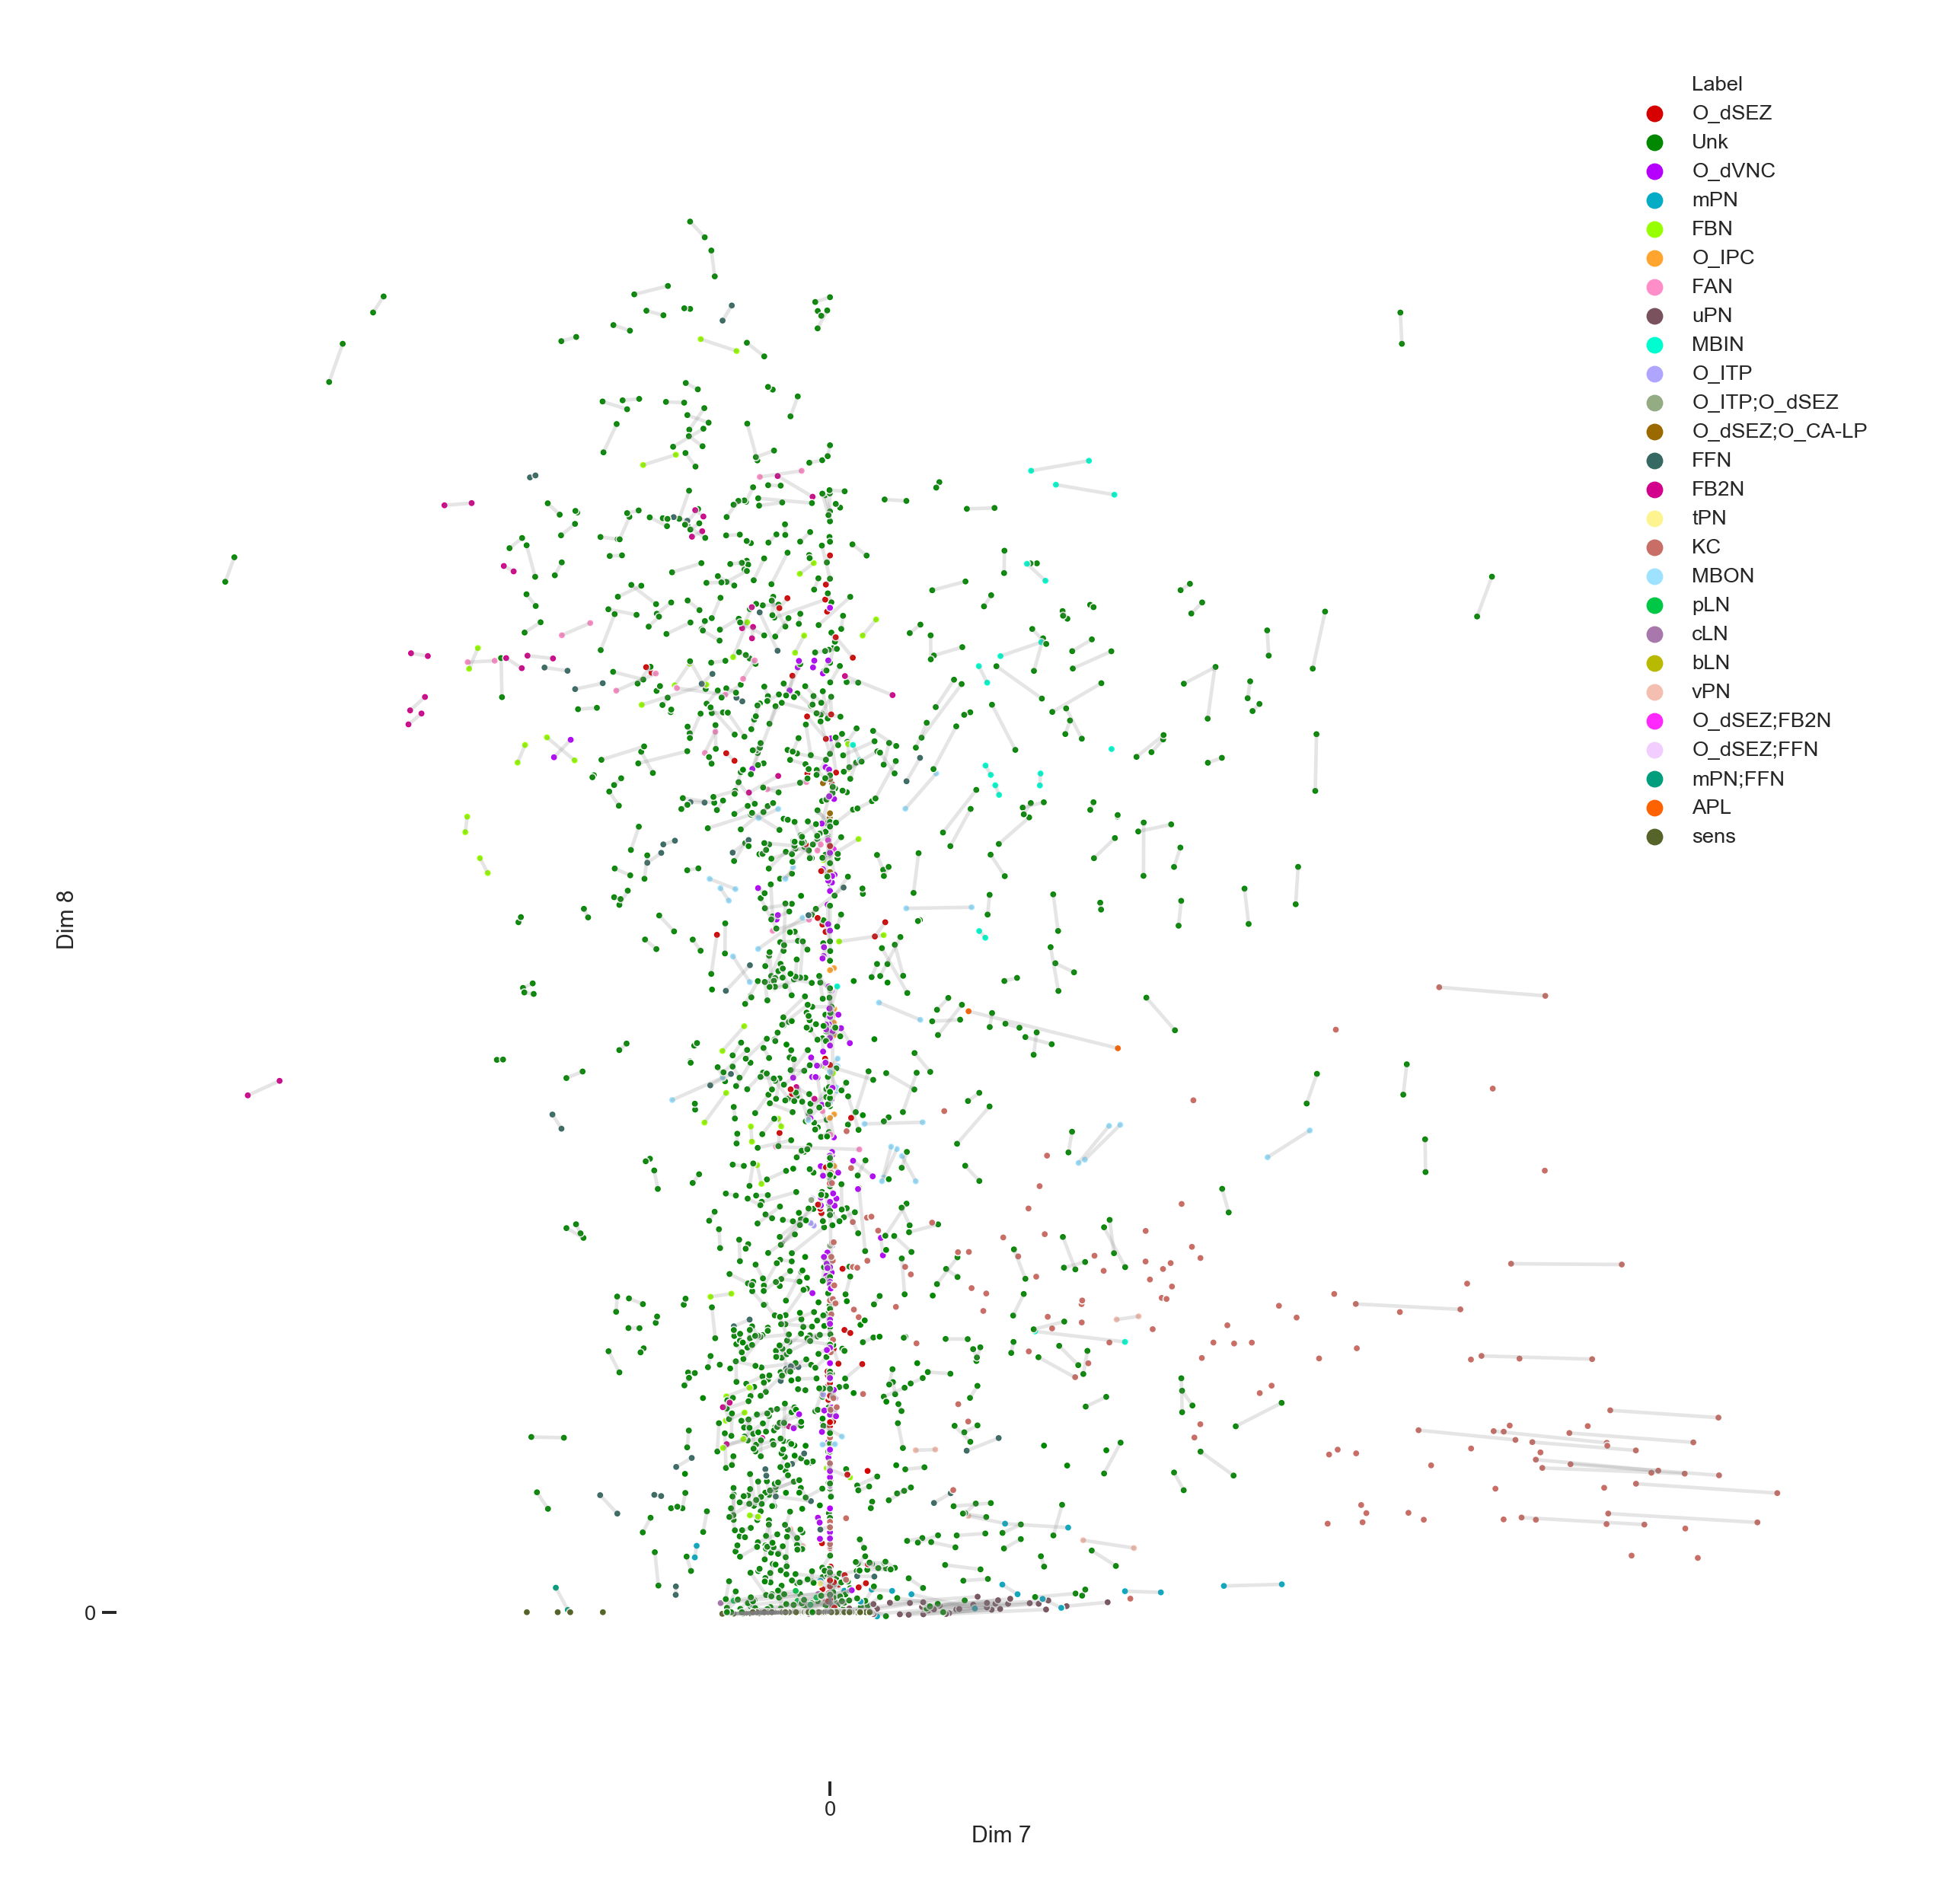 Label
O_dSEZ
Unk
O_dVNC
mPN
FBN
O_IPC
FAN
uPN
MBIN
O_ITP
O_ITP;O_dSEZ
O_dSEZ;O_CA-LP
FFN
FB2N
tPN
KC
MBON
pLN
cLN
bLN
vPN
O_dSEZ;FB2N
O_dSEZ;FFN
mPN;FFN
APL
sens
Dim 8
0
0
Dim 7